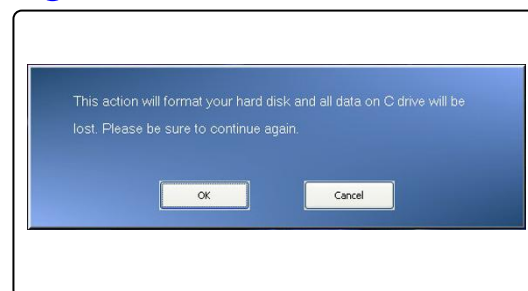 This action will format your hard disk and all data on C drive will be
lost. Please be sure to continue again.
OK
Cancel